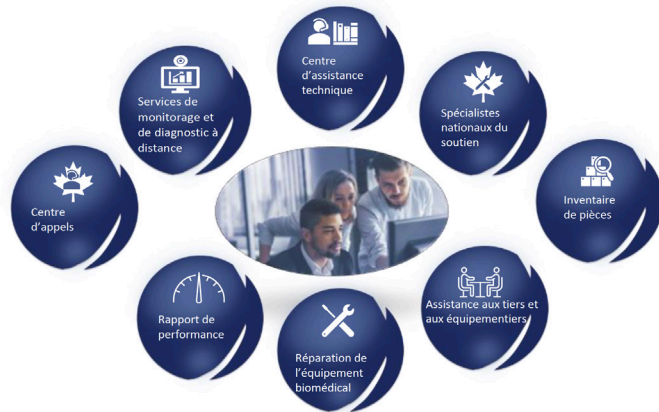 Centre
d'assistance
technique
Services de
monitorage et
de diagnostic à
distance
Spécialistes
nationaux du
soutien
Centre
d'appels
Inventaire
de pièces
Rapport de
performance
Assistance aux tiers et
aux équipementiers
Réparation de
l'équipement
biomédical